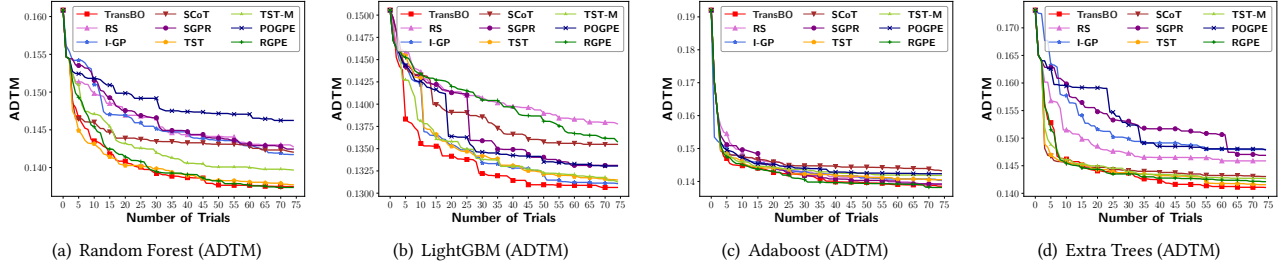 TransBO SCoT TST-M
RS SGPR POGPE
I-GP TST RGPE
ADTM
0.160
0.155
0.150
0.145
0.140
0 5 10 15 20 25 30 35 40 45 50 55 60 65 70 75
Number of Trials
(a) Random Forest (ADTM)
TransBO SCoT TST-M
RS SGPR POGPE
I-GP TST RGPE
ADTM
0.1500
0.1475
0.1450
0.1425
0.1400
0.1375
0.1350
0.1325
0.1300
0 5 10 15 20 25 30 35 40 45 50 55 60 65 70 75
Number of Trials
(b) LightGBM (ADTM)
TransBO SCoT TST-M
RS SGPR POGPE
I-GP TST RGPE
ADTM
0.19
0.18
0.17
0.16
0.15
0.14
0 5 10 15 20 25 30 35 40 45 50 55 60 65 70 75
Number of Trials
(c) Adaboost (ADTM)
TransBO SCoT TST-M
RS SGPR POGPE
I-GP TST RGPE
ADTM
0.170
0.165
0.160
0.155
0.150
0.145
0.140
0 5 10 15 20 25 30 35 40 45 50 55 60 65 70 75
Number of Trials
(d) Extra Trees (ADTM)